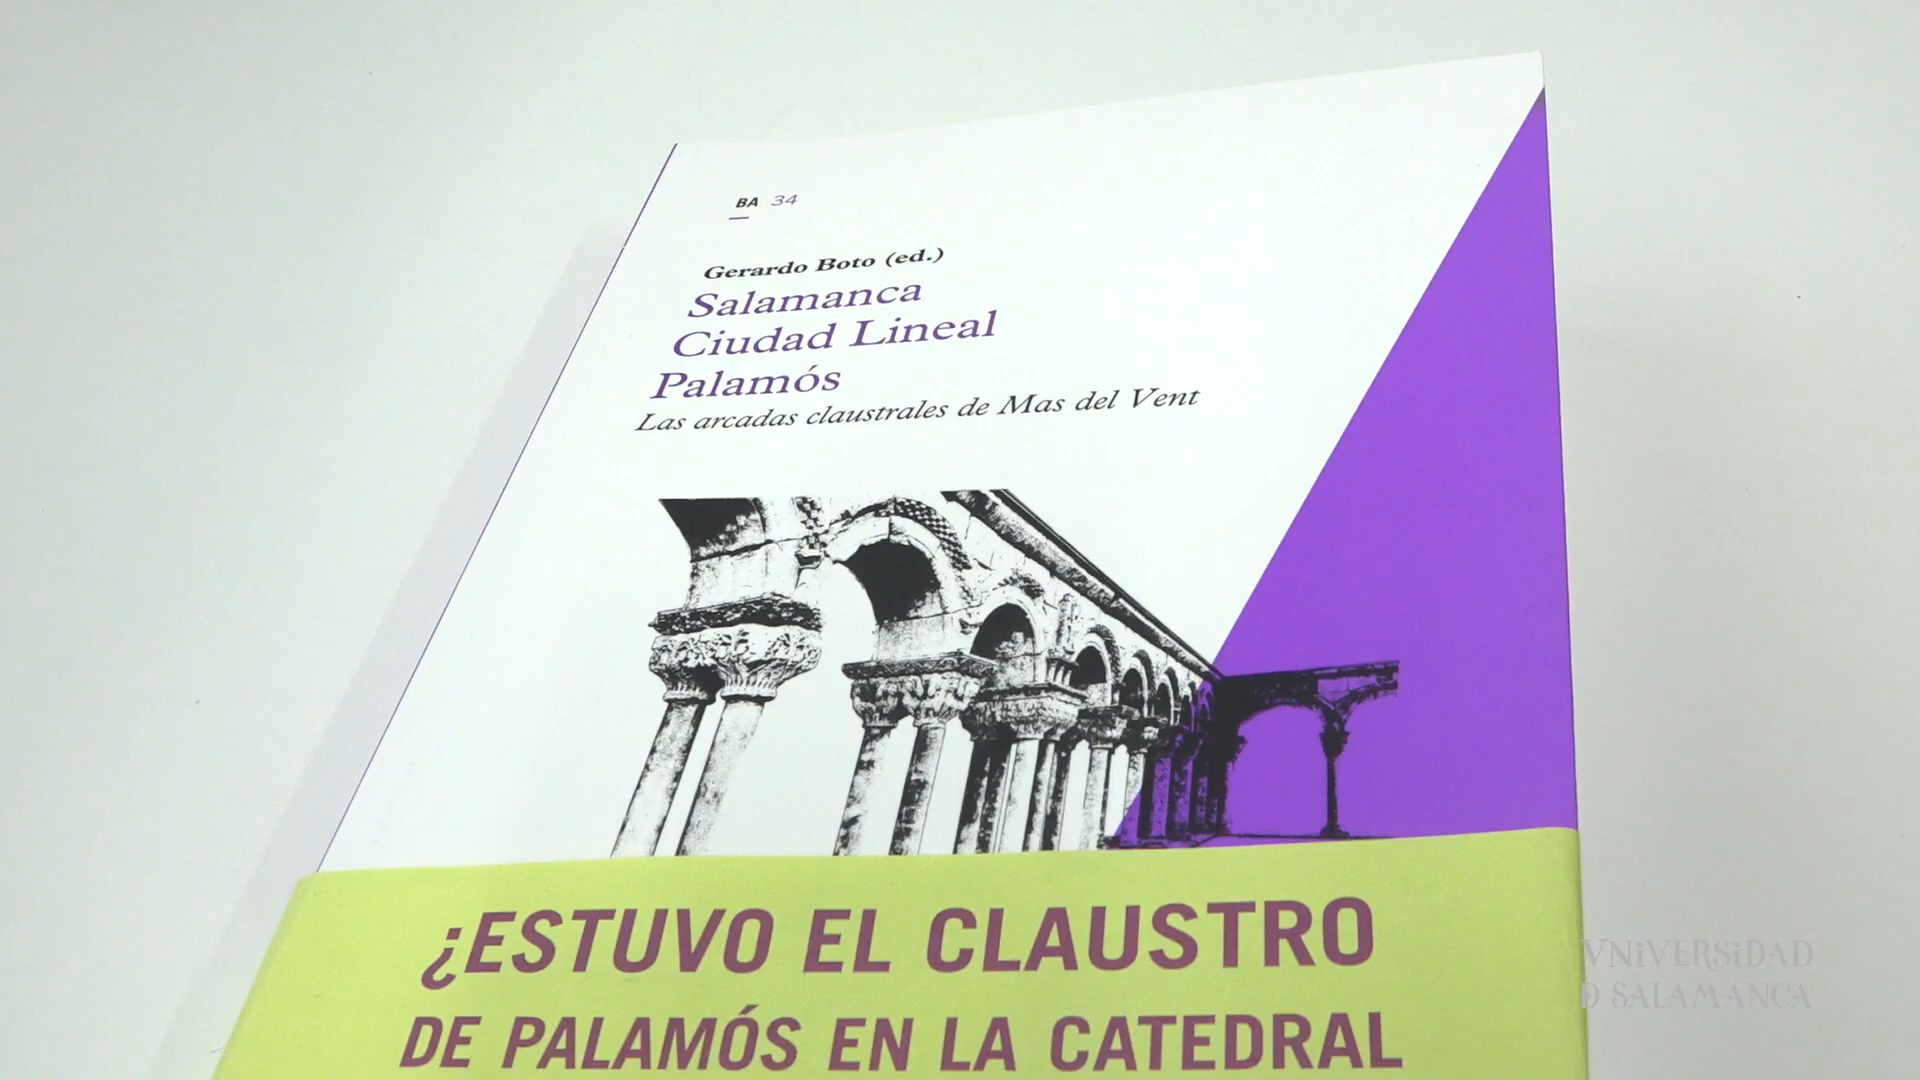 BA 34
Gerardo Boto (ed.)
Salamanca
Ciudad Lineal
Palamós
Las arcadas claustrales de Mas del Vent
¿ESTUVO EL CLAUSTRO
DE PALAMÓS EN LA CATEDRAL
VNiVERSiDAD
D SALAMANCA